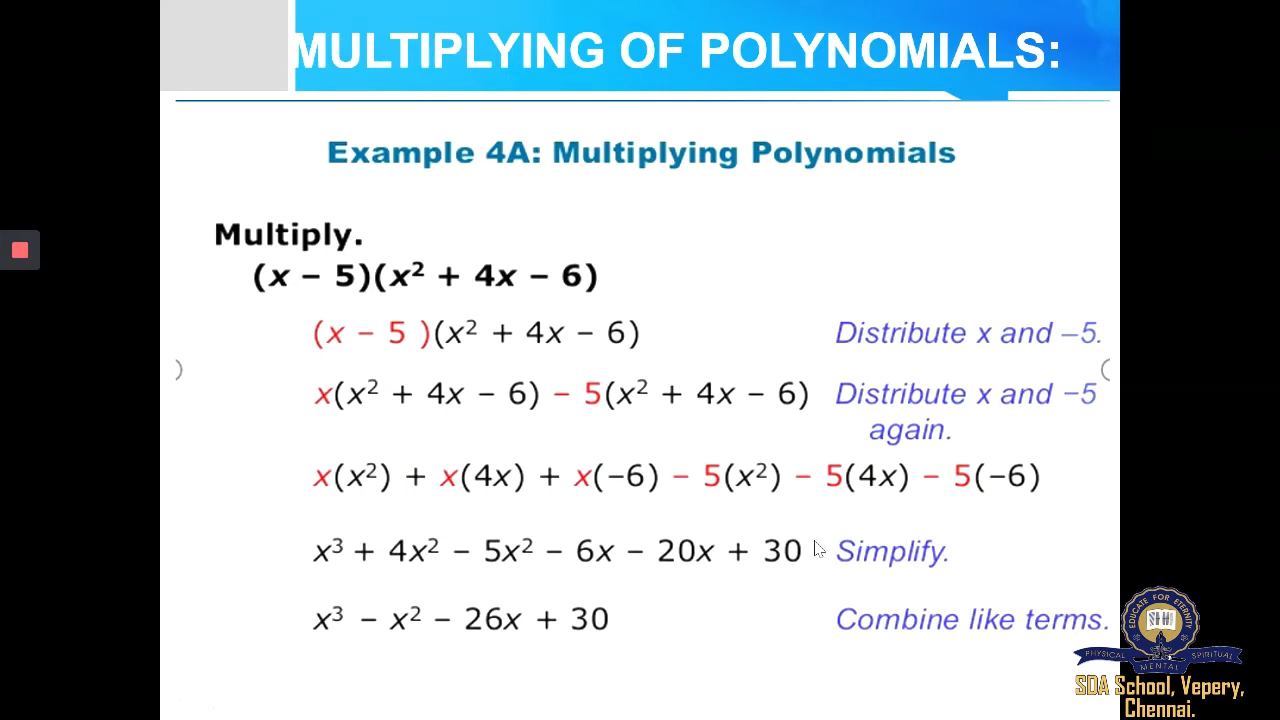 MULTIPLYING OF POLYNOMIALS:
Example 4A: Multiplying Polynomials
Multiply.
(x – 5)(x² + 4x – 6)
(x – 5 )(x² + 4x – 6) Distribute x and –5.
x(x² + 4x – 6) – 5(x² + 4x – 6) Distribute x and –5
again.
x(x²) + x(4x) + x(–6) – 5(x²) – 5(4x) – 5(–6)
x³ + 4x² – 5x² – 6x – 20x + 30 Simplify.
x³ – x² – 26x + 30 Combine like terms.
EDUCATE FOR ETERNITY
PHYSICAL MENTAL SPIRITUAL
SDA School, Vepery,
Chennai.